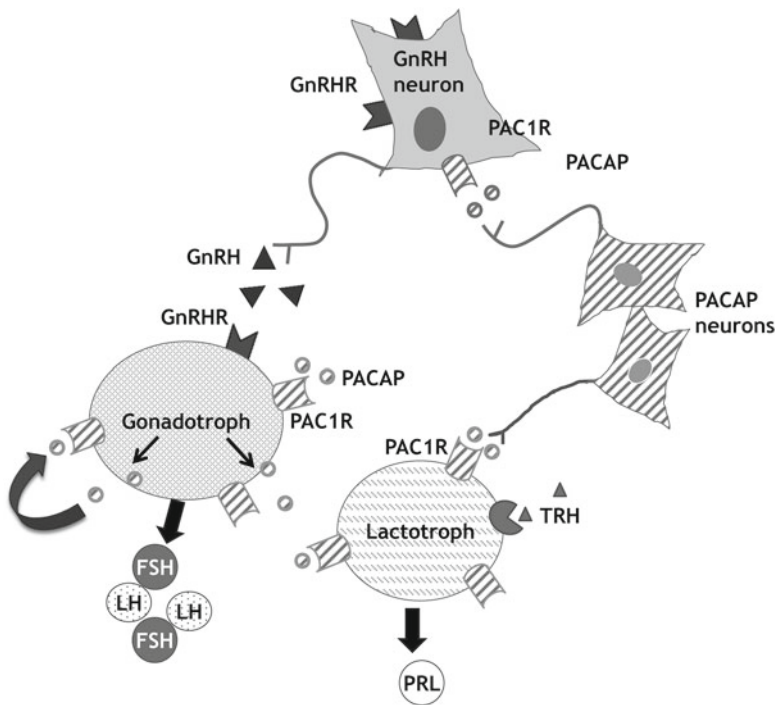 GnRH
neuron
GnRHR
PAC1R
PACAP
GnRH
GnRHR
PACAP
neurons
PACAP
Gonadotroph
PAC1R
PAC1R
TRH
Lactotroph
FSH
LH
LH
FSH
PRL